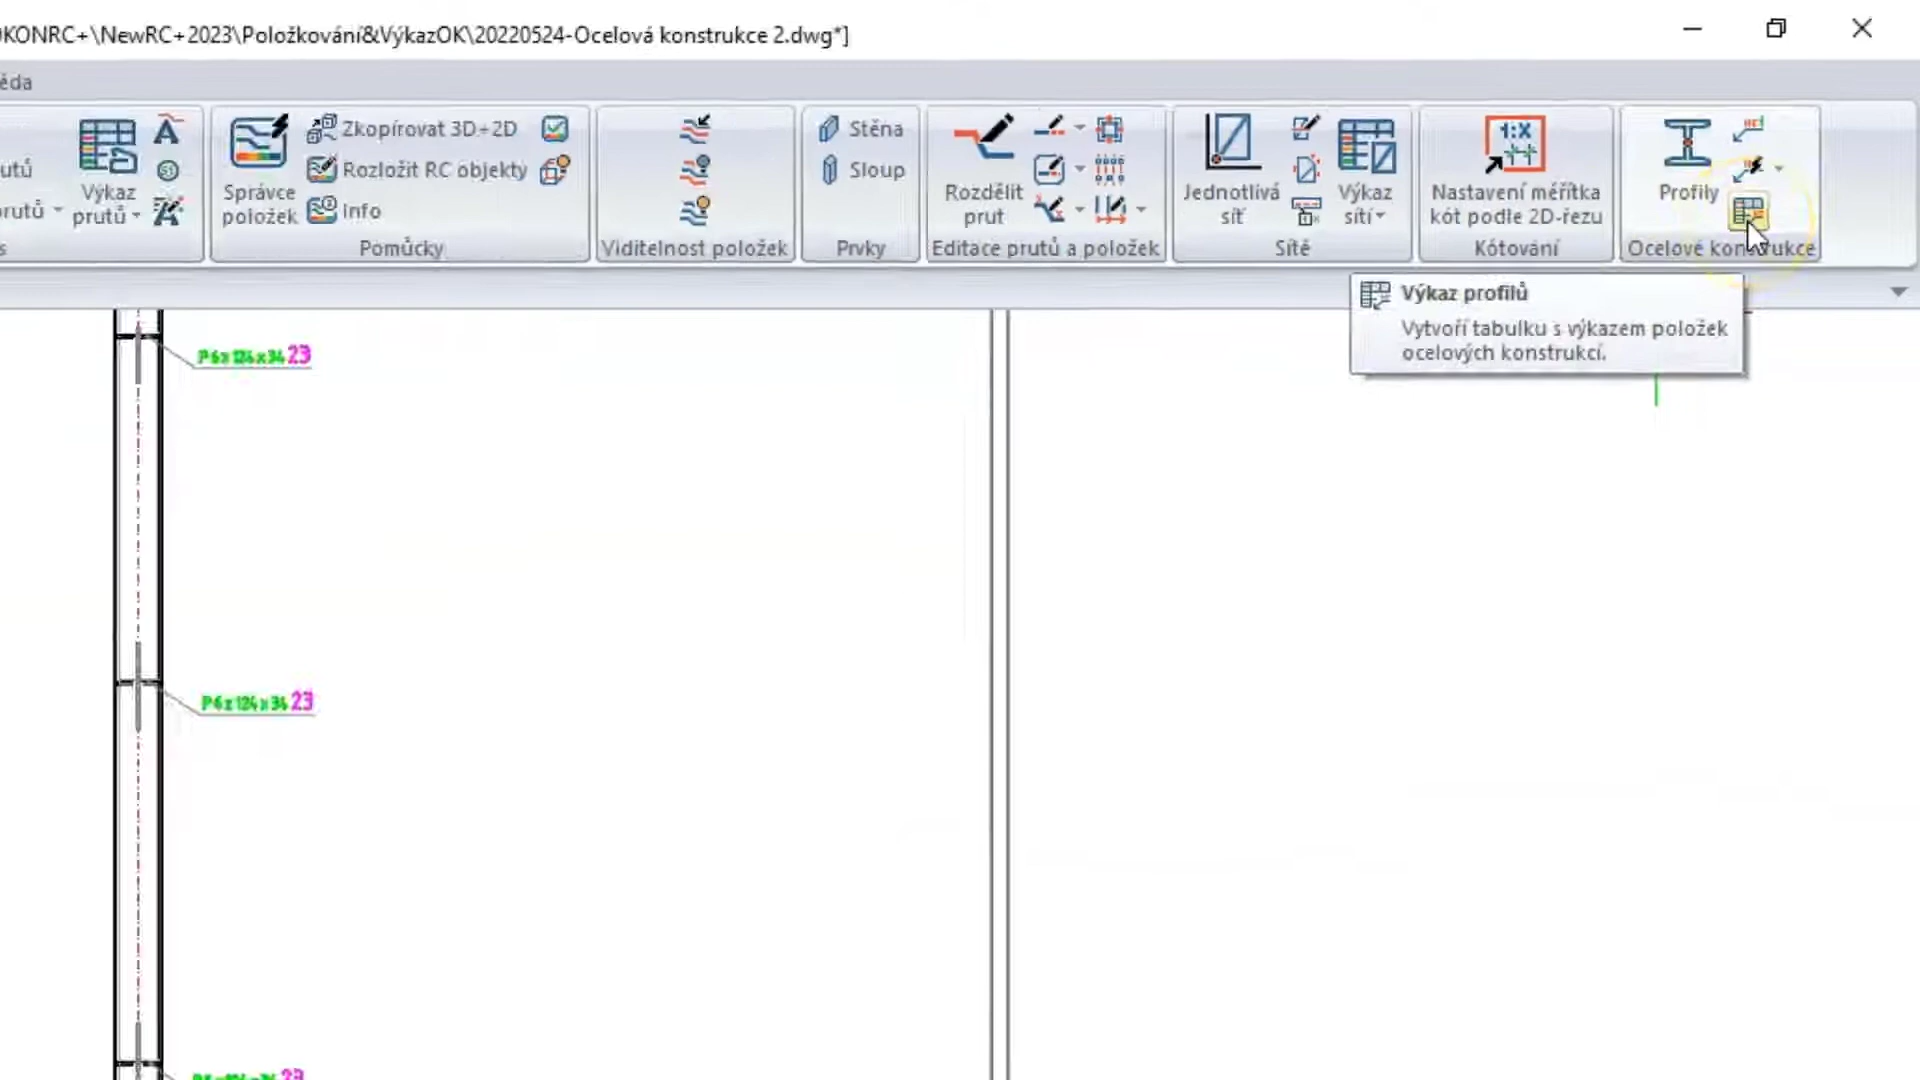 0KONRC+\NewRC+2023\Položkování&VýkazOK\20220524-Ocelová konstrukce 2.dwg*]
ěda
utů
rutů
Výkaz
prutů
s
Správce
položek
Zkopírovat 3D÷2D
Rozložit RC objekty
Info
Pomůcky
Viditelnost položek
Stěna
Sloup
Prvky
Rozdělit
prut
Editace prutů a položek
Jednotlivá
síť
Výkaz
sítí
Sítě
1:X
Nastavení měřítka
kót podle 2D-řezu
Kótování
Profily
Ocelové konstrukce
Výkaz profilů
Vytvoří tabulku s výkazem položek
ocelových konstrukcí.
P6x124x34 23
P6x124x34 23
P6x124x34 23